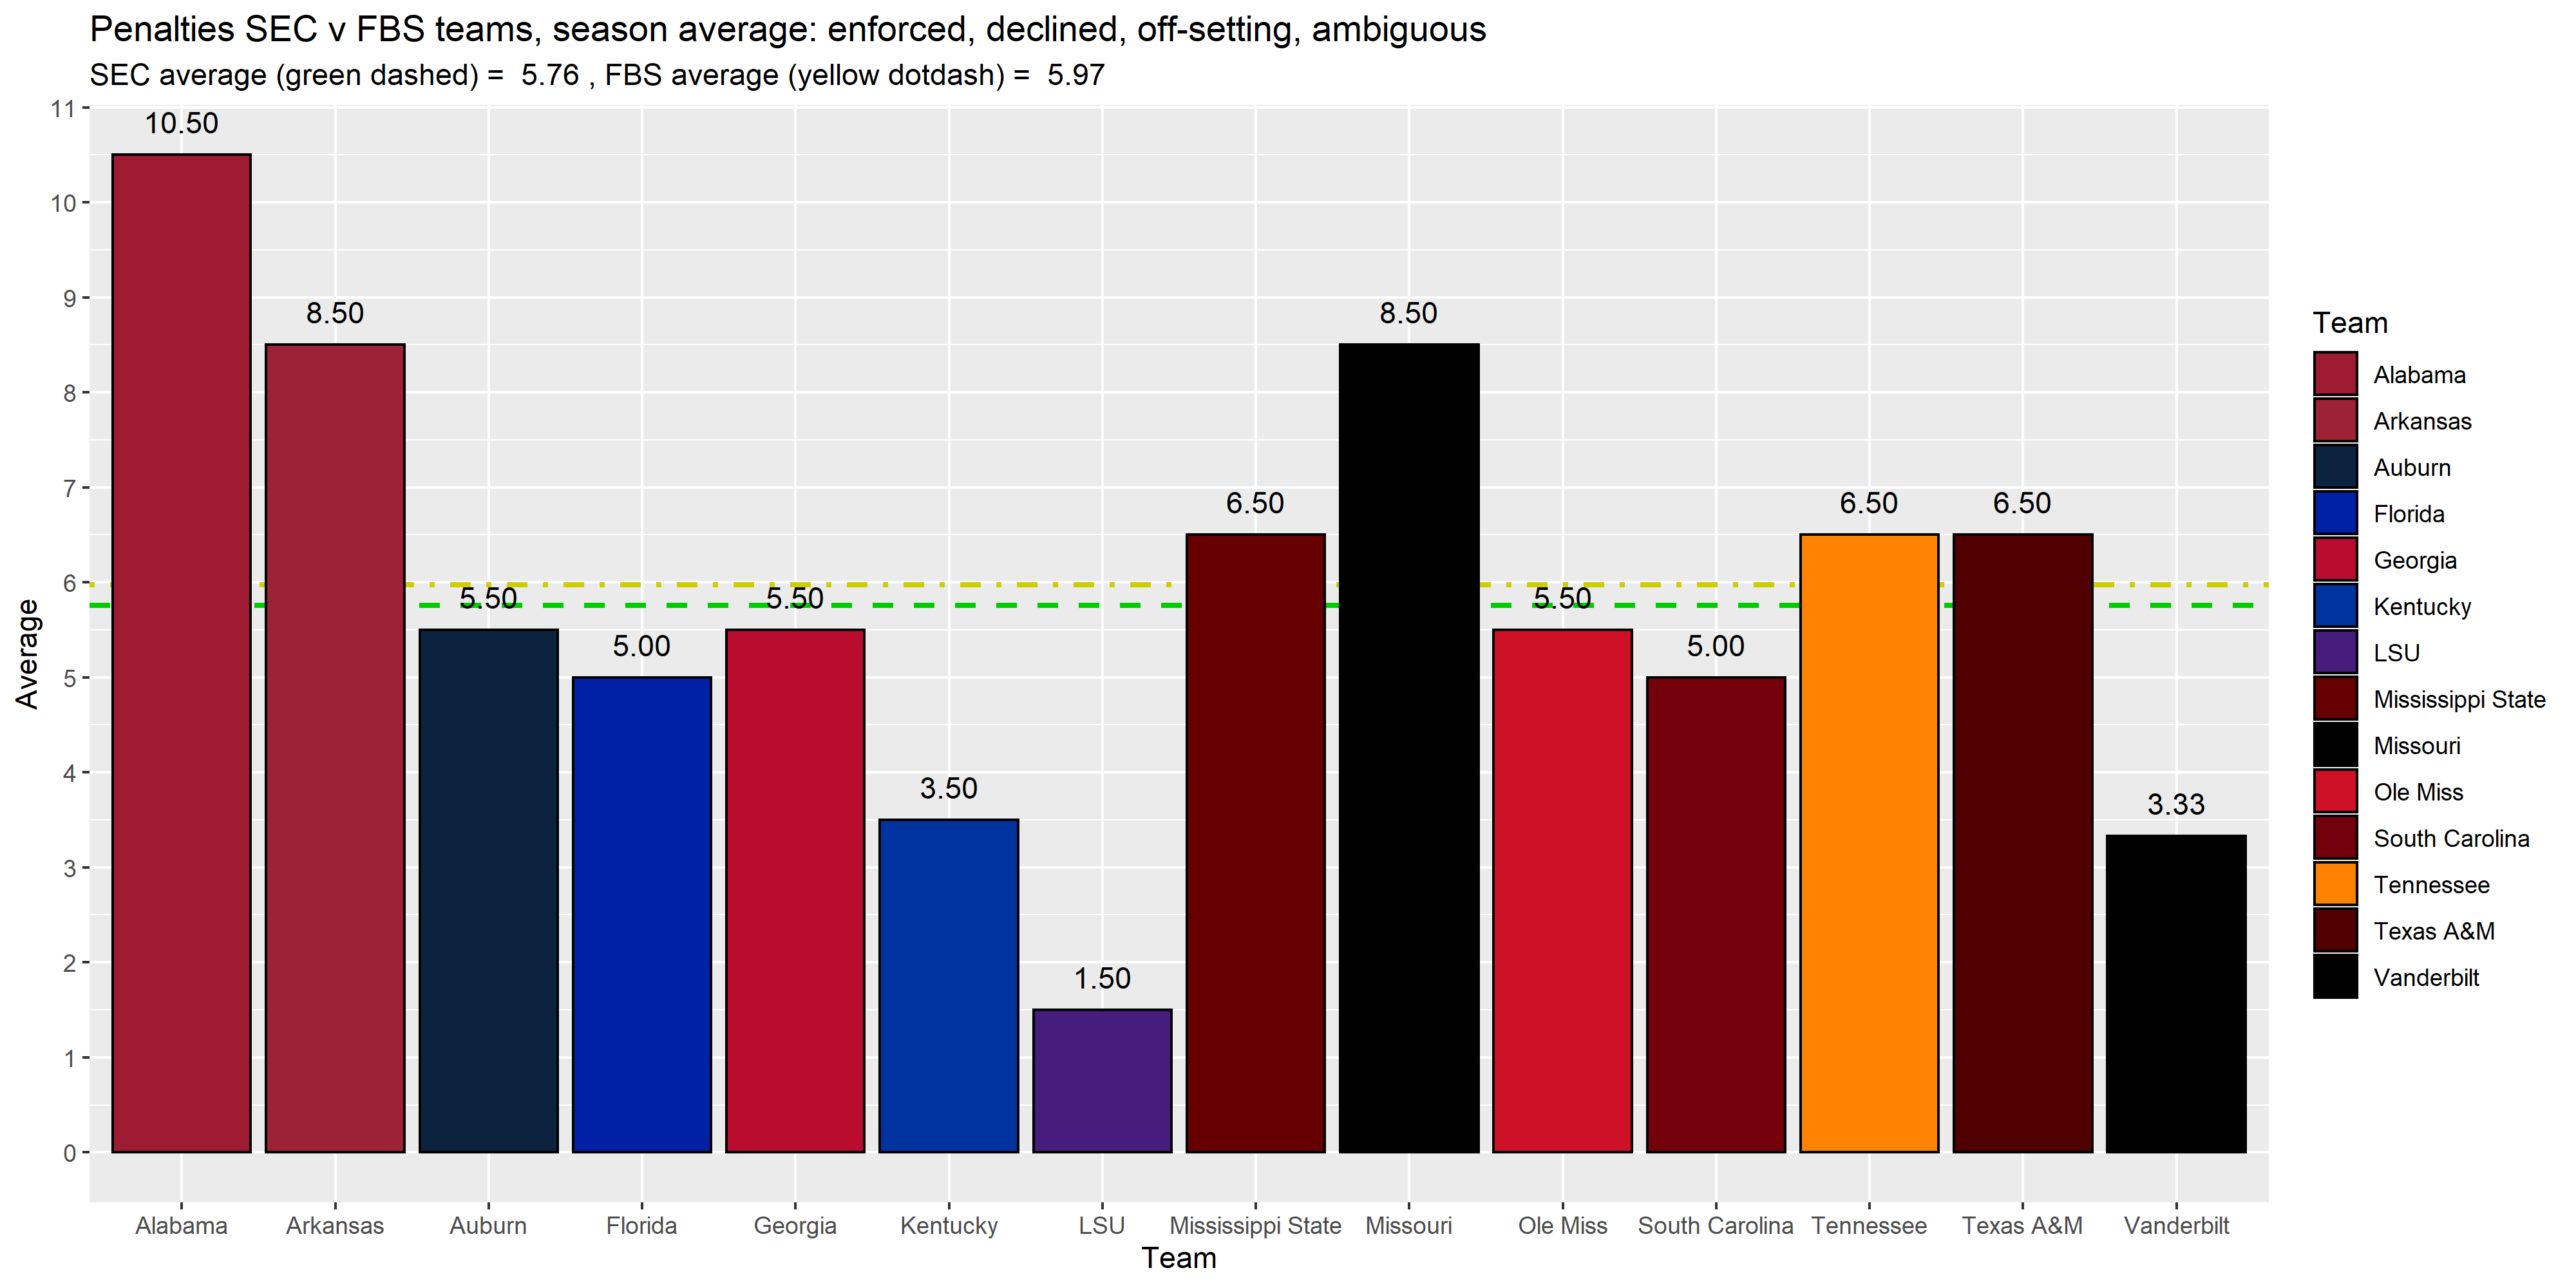 Penalties SEC v FBS teams, season average: enforced, declined, off-setting, ambiguous
SEC average (green dashed) =  5.76 , FBS average (yellow dotdash) =  5.97
Average
11
10
9
8
7
6
5
4
3
2
1
0
10.50
8.50
5.50
5.00
5.50
3.50
1.50
6.50
8.50
5.50
5.00
6.50
6.50
3.33
Alabama Arkansas Auburn Florida Georgia Kentucky LSU Mississippi State Missouri Ole Miss South Carolina Tennessee Texas A&M Vanderbilt
Team
Team
Alabama
Arkansas
Auburn
Florida
Georgia
Kentucky
LSU
Mississippi State
Missouri
Ole Miss
South Carolina
Tennessee
Texas A&M
Vanderbilt